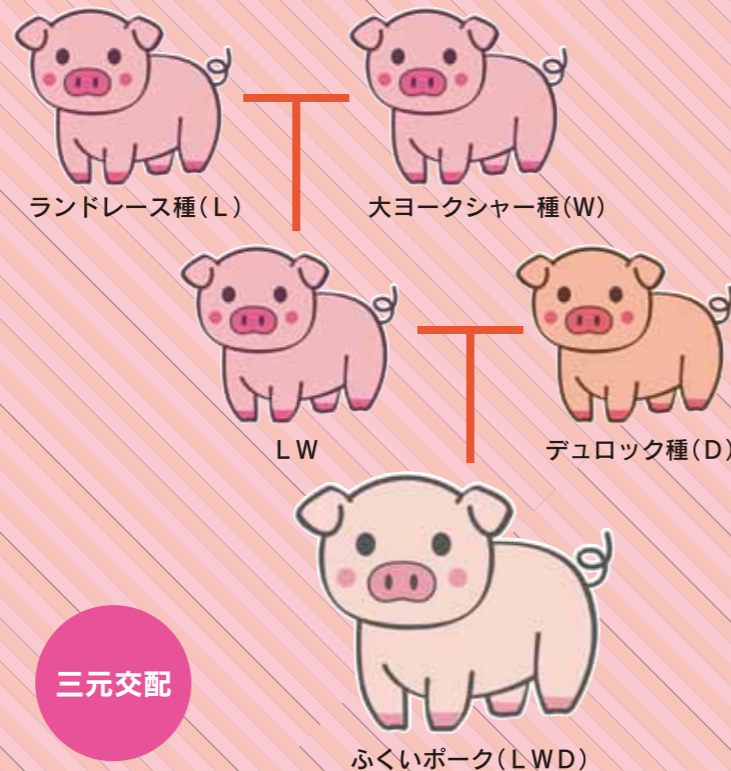 ランドレース種(L)
大ヨークシャー種(W)
LW
デュロック種(D)
三元交配
ふくいポーク(LWD)